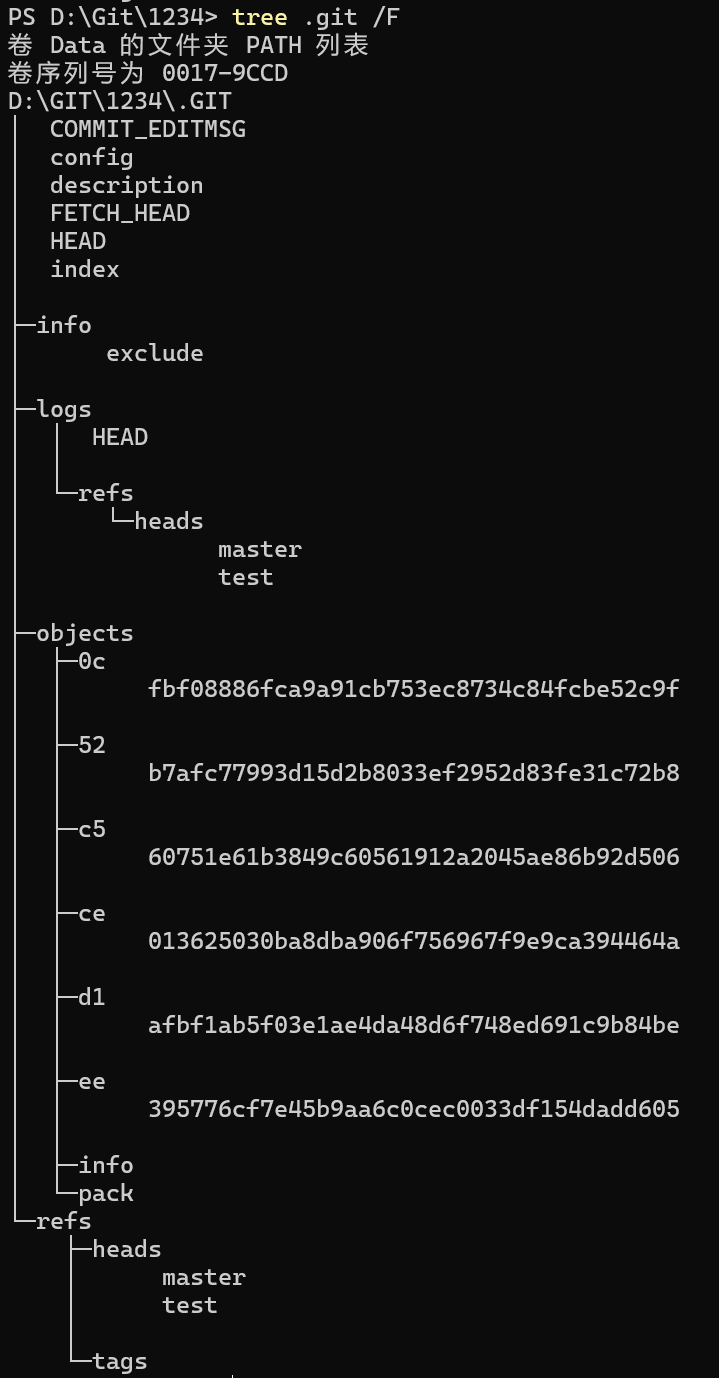 PS D:\Git\1234> tree .git /F
卷 Data 的文件夹 PATH 列表
卷序列号为 0017-9CCD
D:\GIT\1234\.GIT
│  COMMIT_EDITMSG
│  config
│  description
│  FETCH_HEAD
│  HEAD
│  index
│
├─info
│      exclude
│
├─logs
│  │  HEAD
│  │
│  └─refs
│      └─heads
│              master
│              test
│
├─objects
│  ├─0c
│  │      fbf08886fca9a91cb753ec8734c84fcbe52c9f
│  │
│  ├─52
│  │      b7afc77993d15d2b8033ef2952d83fe31c72b8
│  │
│  ├─c5
│  │      60751e61b3849c60561912a2045ae86b92d506
│  │
│  ├─ce
│  │      013625030ba8dba906f756967f9e9ca394464a
│  │
│  ├─d1
│  │      afbf1ab5f03e1ae4da48d6f748ed691c9b84be
│  │
│  ├─ee
│  │      395776cf7e45b9aa6c0cec0033df154dadd605
│  │
│  ├─info
│  └─pack
└─refs
    ├─heads
    │      master
    │      test
    │
    └─tags